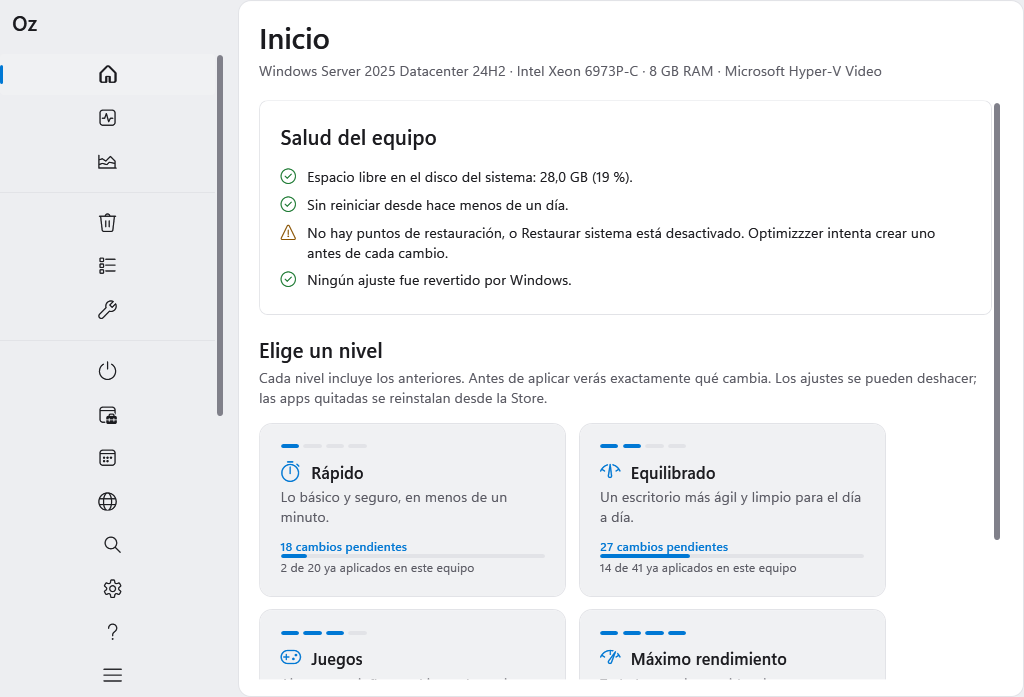 Oz
Inicio
Windows Server 2025 Datacenter 24H2 · Intel Xeon 6973P-C · 8 GB RAM · Microsoft Hyper-V Video
Salud del equipo
Espacio libre en el disco del sistema: 28,0 GB (19 %).
Sin reiniciar desde hace menos de un día.
No hay puntos de restauración, o Restaurar sistema está desactivado. Optimizzzer intenta crear uno
antes de cada cambio.
Ningún ajuste fue revertido por Windows.
Elige un nivel
Cada nivel incluye los anteriores. Antes de aplicar verás exactamente qué cambia. Los ajustes se pueden deshacer;
las apps quitadas se reinstalan desde la Store.
Rápido
Lo básico y seguro, en menos de un
minuto.
18 cambios pendientes
2 de 20 ya aplicados en este equipo
Equilibrado
Un escritorio más ágil y limpio para el día
a día.
27 cambios pendientes
14 de 41 ya aplicados en este equipo
Juegos
Máximo rendimiento